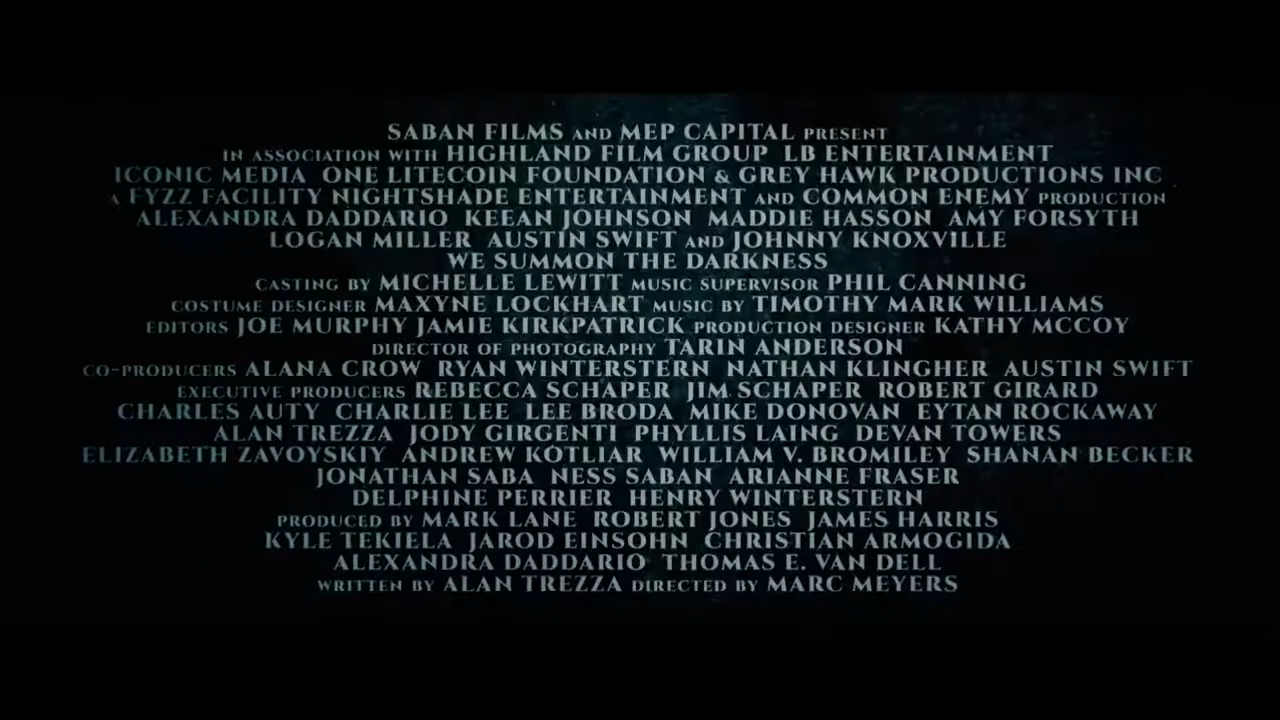 SABAN FILMS AND MEP CAPITAL PRESENT
IN ASSOCIATION WITH HIGHLAND FILM GROUP LB ENTERTAINMENT
ICONIC MEDIA ONE LITECOIN FOUNDATION & GREY HAWK PRODUCTIONS INC
A FYZZ FACILITY NIGHTSHADE ENTERTAINMENT AND COMMON ENEMY PRODUCTION
ALEXANDRA DADDARIO KEEAN JOHNSON MADDIE HASSON AMY FORSYTH
LOGAN MILLER AUSTIN SWIFT AND JOHNNY KNOXVILLE
WE SUMMON THE DARKNESS
CASTING BY MICHELLE LEWITT MUSIC SUPERVISOR PHIL CANNING
COSTUME DESIGNER MAXYNE LOCKHART MUSIC BY TIMOTHY MARK WILLIAMS
EDITORS JOE MURPHY JAMIE KIRKPATRICK PRODUCTION DESIGNER KATHY MCCOY
DIRECTOR OF PHOTOGRAPHY TARIN ANDERSON
CO-PRODUCERS ALANA CROW RYAN WINTERSTERN NATHAN KLINGHER AUSTIN SWIFT
EXECUTIVE PRODUCERS REBECCA SCHAPER JIM SCHAPER ROBERT GIRARD
CHARLES AUTY CHARLIE LEE LEE BRODA MIKE DONOVAN EYTAN ROCKAWAY
ALAN TREZZA JODY GIRGENTI PHYLLIS LAING DEVAN TOWERS
ELIZABETH ZAVOYSKIY ANDREW KOTLIAR WILLIAM V. BROMILEY SHANAN BECKER
JONATHAN SABA NESS SABAN ARIANNE FRASER
DELPHINE PERRIER HENRY WINTERSTERN
PRODUCED BY MARK LANE ROBERT JONES JAMES HARRIS
KYLE TEKIELA JAROD EINSOHN CHRISTIAN ARMOGIDA
ALEXANDRA DADDARIO THOMAS E. VAN DELL
WRITTEN BY ALAN TREZZA DIRECTED BY MARC MEYERS